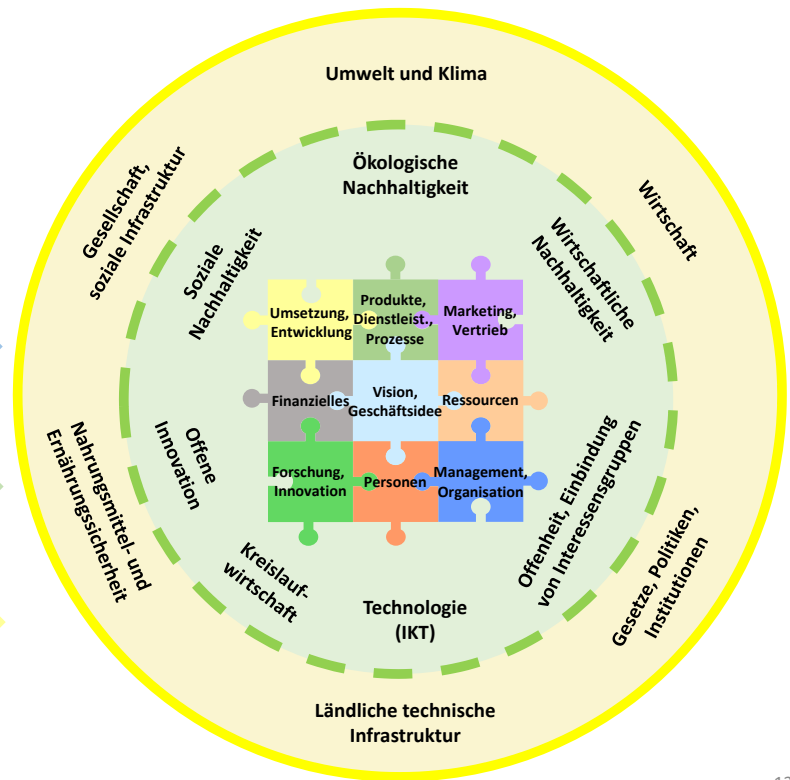 Umwelt und Klima
Gesellschaft,
soziale Infrastruktur
Wirtschaft
Ökologische
Nachhaltigkeit
Soziale
Nachhaltigkeit
Wirtschaftliche
Nachhaltigkeit
Umsetzung,
Entwicklung
Produkte,
Dienstleist.,
Prozesse
Marketing,
Vertrieb
Finanzielles
Vision,
Geschäftsidee
Ressourcen
Forschung,
Innovation
Personen
Management,
Organisation
Offene
Innovation
Offenheit, Einbindung
von Interessensgruppen
Nahrungsmittel- und
Ernährungssicherheit
Kreislauf-
wirtschaft
Technologie
(IKT)
Gesetze, Politiken,
Institutionen
Ländliche technische
Infrastruktur